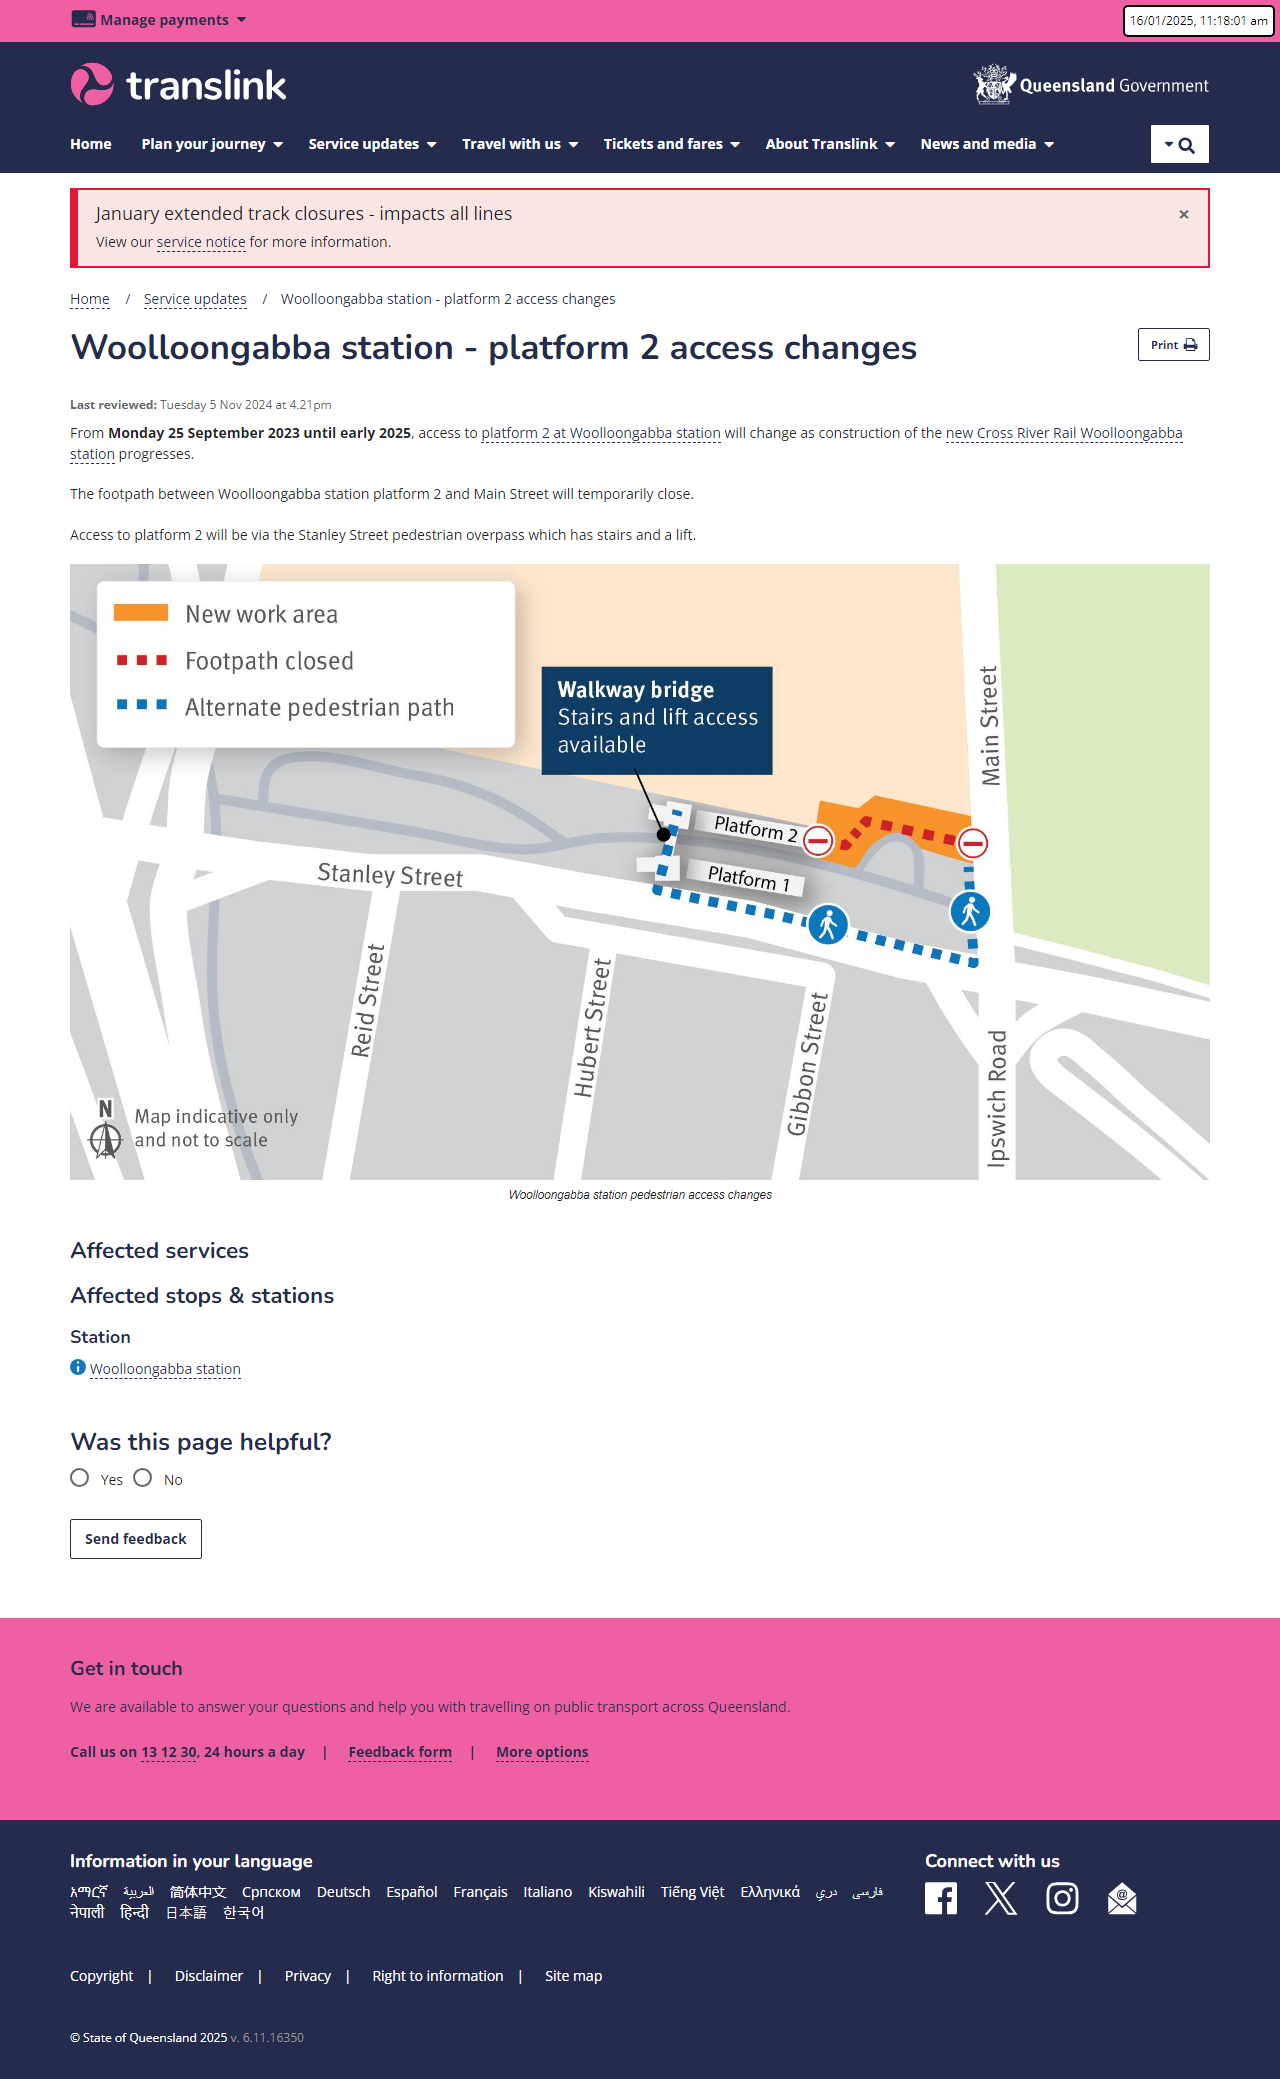 Manage payments
16/01/2025, 11:18:01 am
translink
Queensland Government
Home Plan your journey Service updates Travel with us Tickets and fares About Translink News and media
January extended track closures - impacts all lines
×
View our service notice for more information.
Home / Service updates / Woolloongabba station - platform 2 access changes
Woolloongabba station - platform 2 access changes
Print
Last reviewed: Tuesday 5 Nov 2024 at 4.21pm
From Monday 25 September 2023 until early 2025, access to platform 2 at Woolloongabba station will change as construction of the new Cross River Rail Woolloongabba
station progresses.
The footpath between Woolloongabba station platform 2 and Main Street will temporarily close.
Access to platform 2 will be via the Stanley Street pedestrian overpass which has stairs and a lift.
New work area
Footpath closed
Alternate pedestrian path
Walkway bridge
Stairs and lift access
available
Main Street
Platform 2
Platform 1
Stanley Street
Reid Street
Hubert Street
Gibbon Street
Ipswich Road
N
Map indicative only
and not to scale
Woolloongabba station pedestrian access changes
Affected services
Affected stops & stations
Station
Woolloongabba station
Was this page helpful?
Yes No
Send feedback
Get in touch
We are available to answer your questions and help you with travelling on public transport across Queensland.
Call us on 13 12 30, 24 hours a day | Feedback form | More options
Information in your language
አማርኛ العربية 简体中文 Српском Deutsch Español Français Italiano Kiswahili Tiếng Việt Ελληνικά دري فارسی
नेपाली हिन्दी 日本語 한국어
Connect with us
Copyright | Disclaimer | Privacy | Right to information | Site map
© State of Queensland 2025 v. 6.11.16350